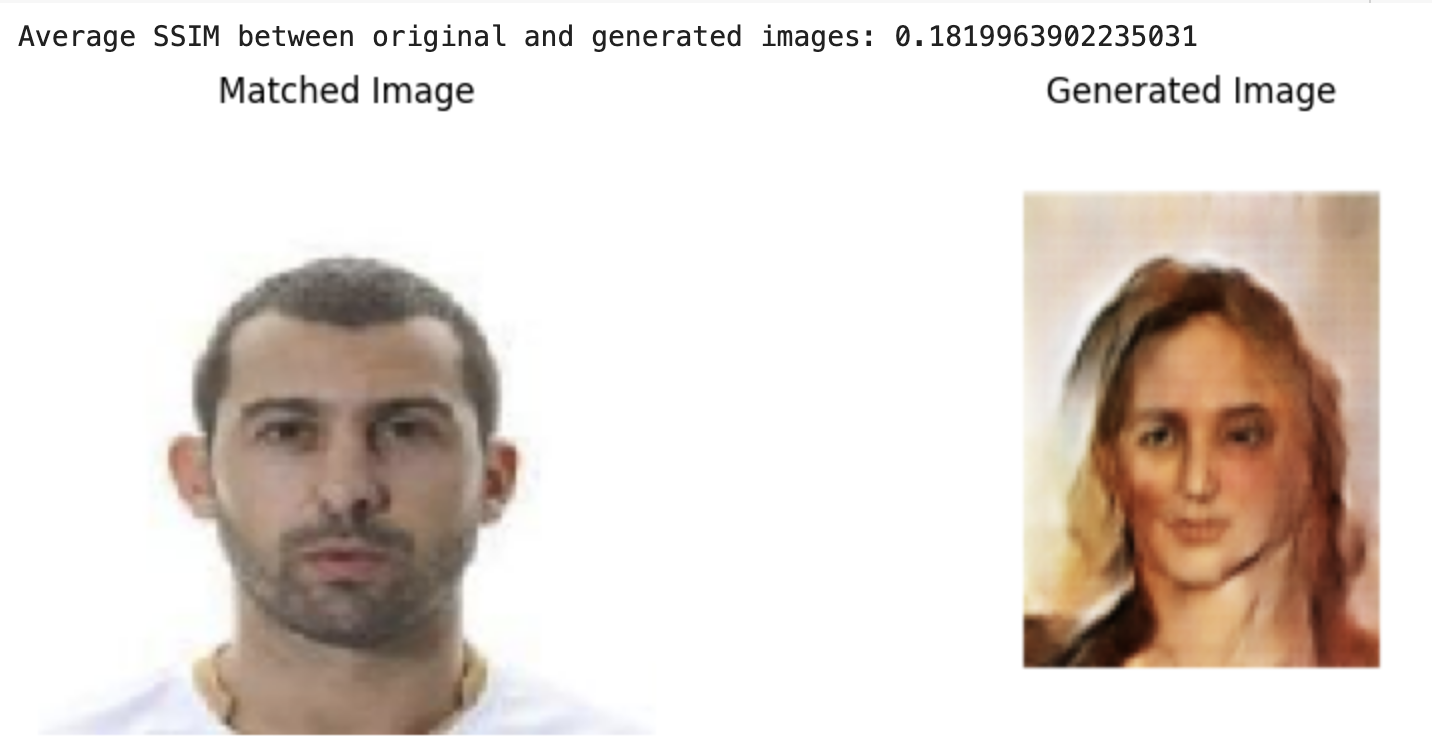 Average SSIM between original and generated images: 0.1819963902235031
Matched Image
Generated Image